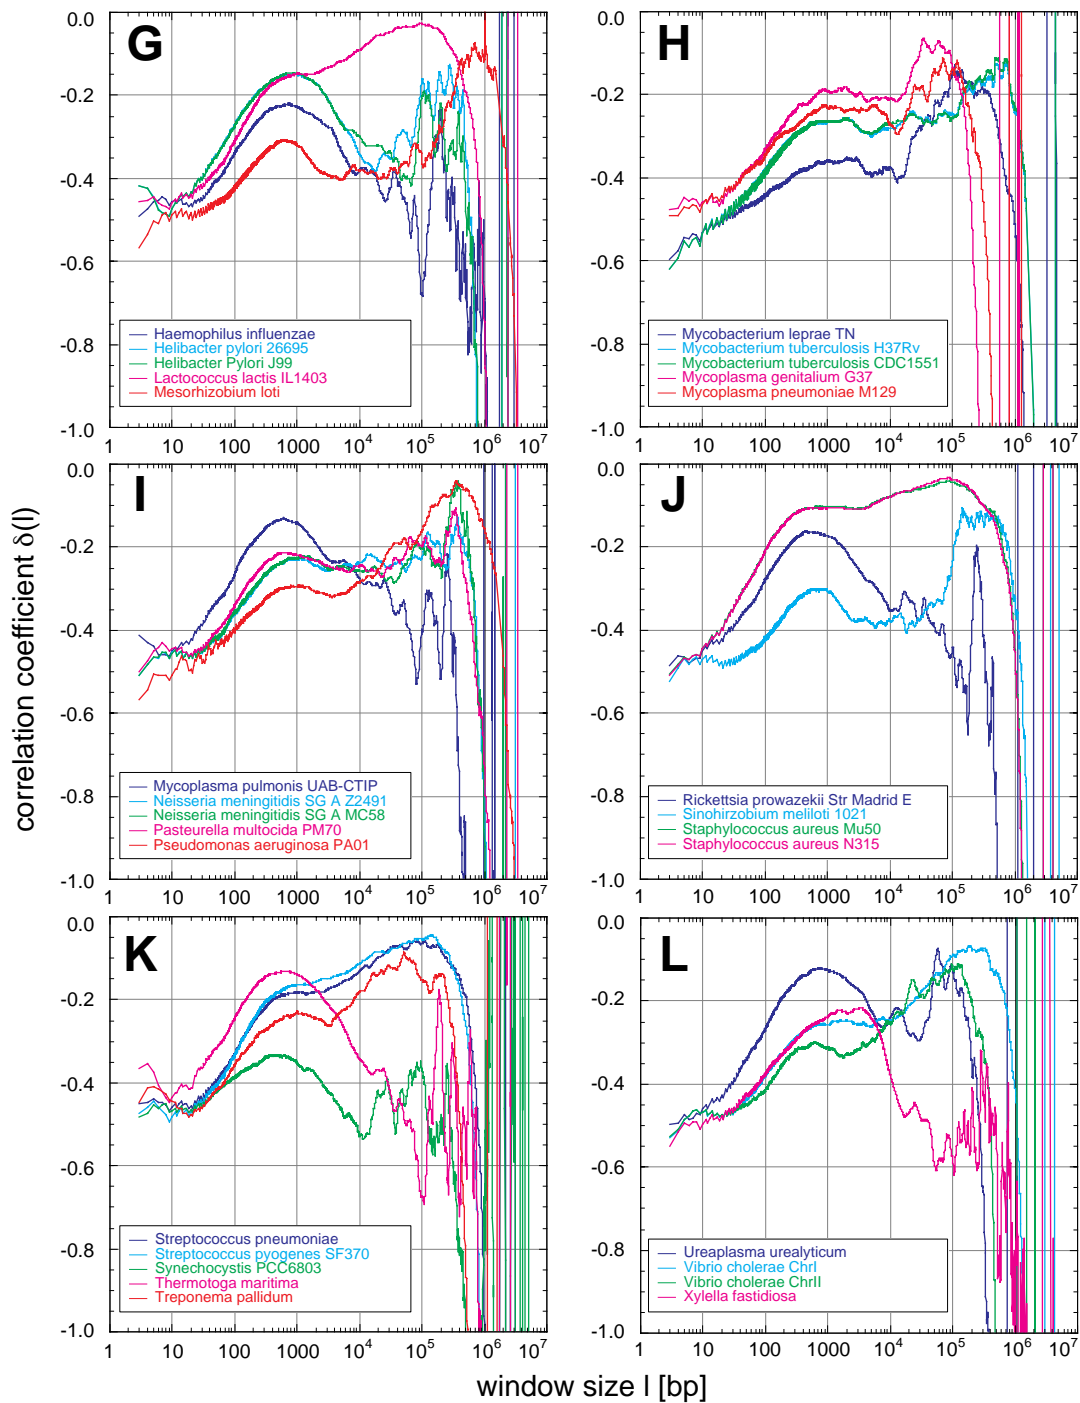 G
0.0
-0.2
-0.4
-0.6
-0.8
-1.0
Haemophilus influenzae
Helibacter pylori 26695
Helibacter Pylori J99
Lactococcus lactis IL1403
Mesorhizobium loti
1 10 100 1000 10^4 10^5 10^6 10^7
H
0.0
-0.2
-0.4
-0.6
-0.8
-1.0
Mycobacterium leprae TN
Mycobacterium tuberculosis H37Rv
Mycobacterium tuberculosis CDC1551
Mycoplasma genitalium G37
Mycoplasma pneumoniae M129
1 10 100 1000 10^4 10^5 10^6 10^7
correlation coefficient δ(l)
I
0.0
-0.2
-0.4
-0.6
-0.8
-1.0
Mycoplasma pulmonis UAB-CTIP
Neisseria meningitidis SG A Z2491
Neisseria meningitidis SG A MC58
Pasteurella multocida PM70
Pseudomonas aeruginosa PA01
1 10 100 1000 10^4 10^5 10^6 10^7
J
0.0
-0.2
-0.4
-0.6
-0.8
-1.0
Rickettsia prowazekii Str Madrid E
Sinohirzobium meliloti 1021
Staphylococcus aureus Mu50
Staphylococcus aureus N315
1 10 100 1000 10^4 10^5 10^6 10^7
K
0.0
-0.2
-0.4
-0.6
-0.8
-1.0
Streptococcus pneumoniae
Streptococcus pyogenes SF370
Synechocystis PCC6803
Thermotoga maritima
Treponema pallidum
1 10 100 1000 10^4 10^5 10^6 10^7
L
0.0
-0.2
-0.4
-0.6
-0.8
-1.0
Ureaplasma urealyticum
Vibrio cholerae ChrI
Vibrio cholerae ChrII
Xylella fastidiosa
1 10 100 1000 10^4 10^5 10^6 10^7
window size l [bp]